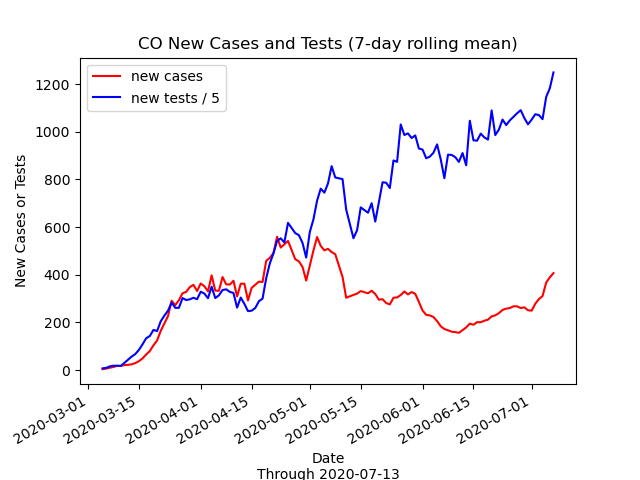 CO New Cases and Tests (7-day rolling mean)
new cases
new tests / 5
New Cases or Tests
1200
1000
800
600
400
200
0
2020-03-01
2020-03-15
2020-04-01
2020-04-15
2020-05-01
2020-05-15
2020-06-01
2020-06-15
2020-07-01
Date
Through 2020-07-13